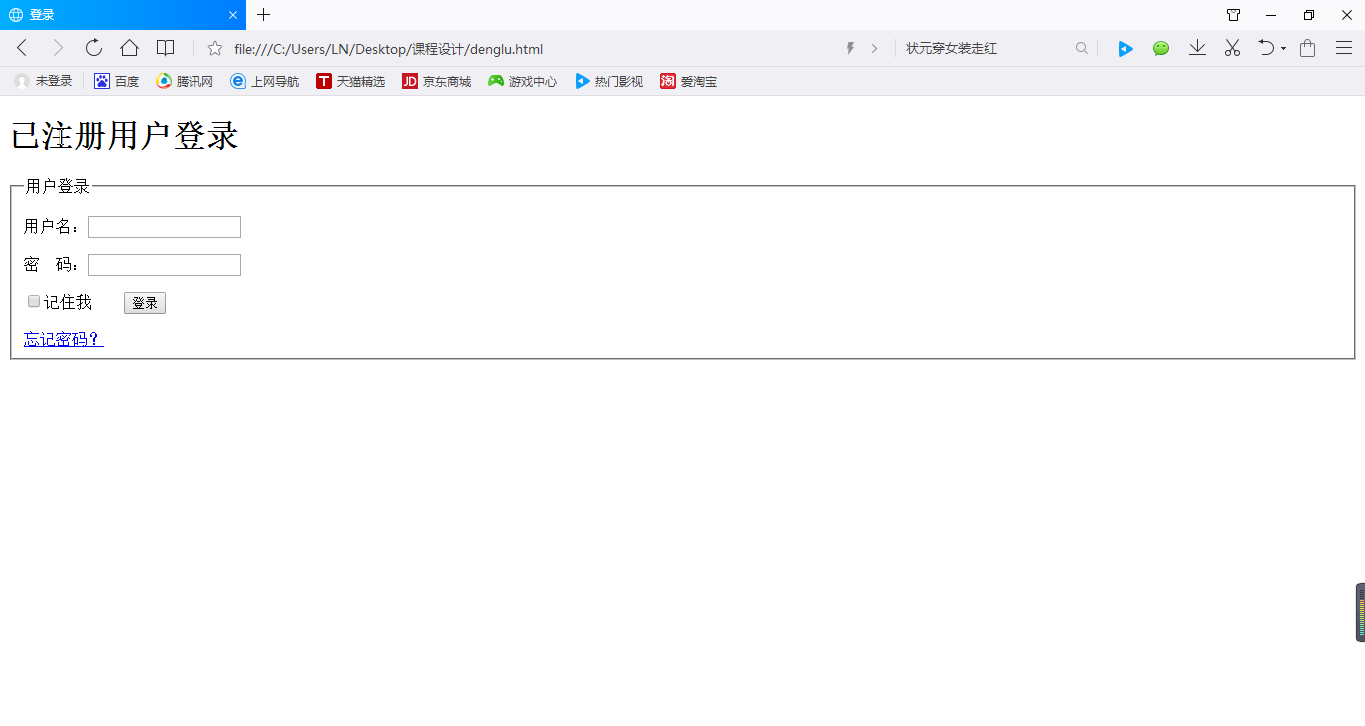 登录
file:///C:/Users/LN/Desktop/课程设计/denglu.html 状元穿女装走红
未登录 百度 腾讯网 上网导航 T 天猫精选 JD 京东商城 游戏中心 热门影视 淘 爱淘宝
已注册用户登录
用户登录
用户名：
密 码：
记住我 登录
忘记密码？